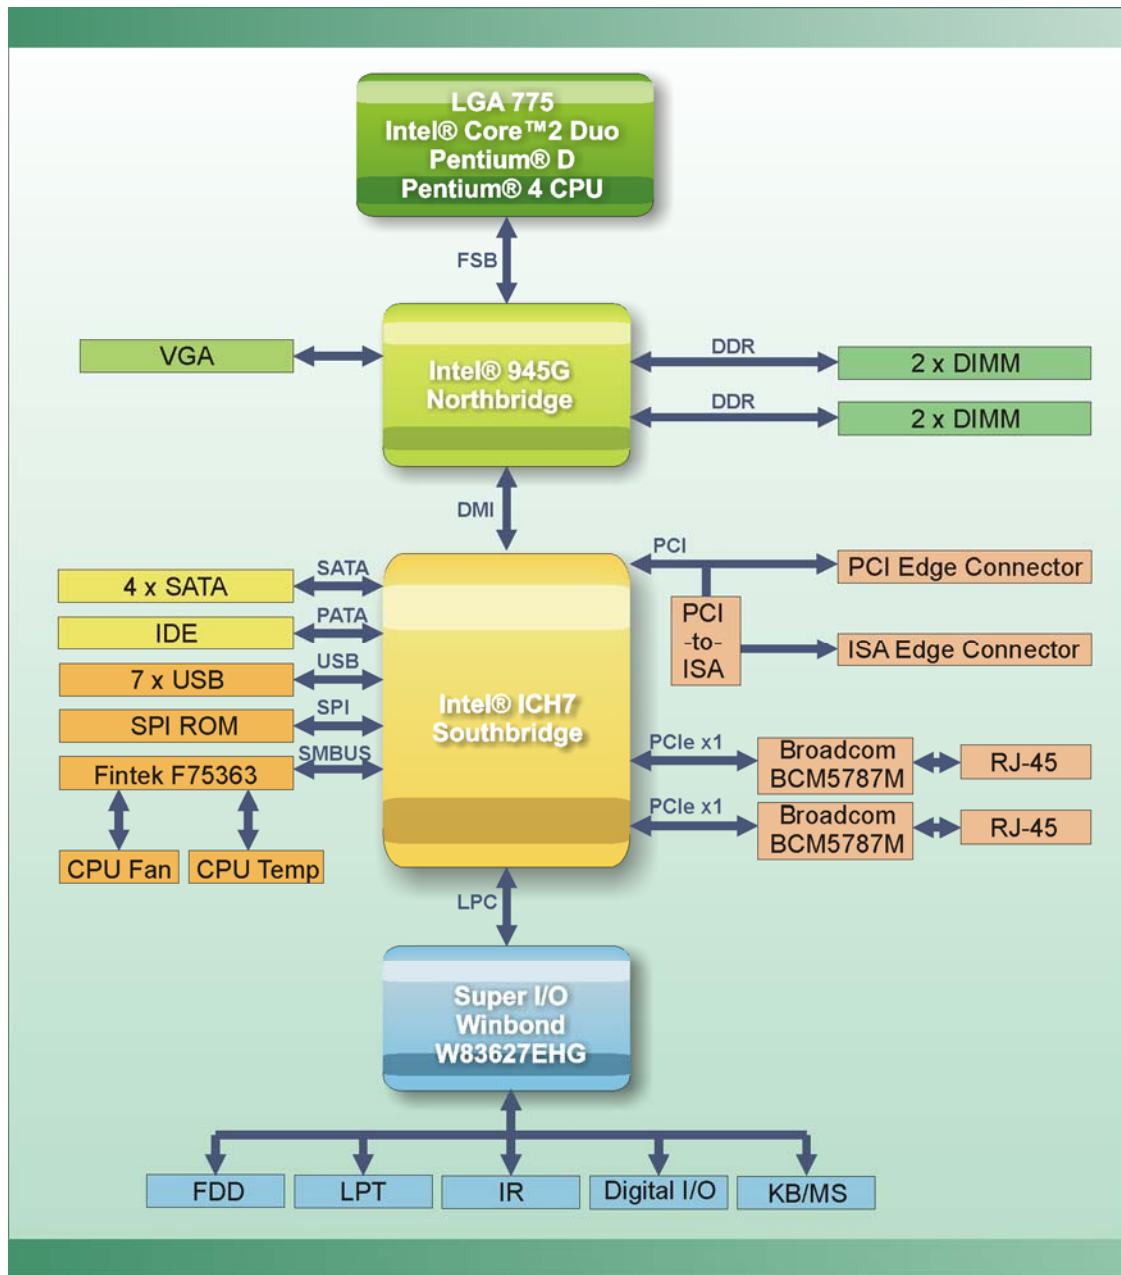 LGA 775
Intel® Core™2 Duo
Pentium® D
Pentium® 4 CPU
FSB
VGA
Intel® 945G
Northbridge
DDR
2 x DIMM
DDR
2 x DIMM
DMI
SATA
4 x SATA
PATA
IDE
USB
7 x USB
SPI
SPI ROM
SMBUS
Fintek F75363
CPU Fan
CPU Temp
Intel® ICH7
Southbridge
PCI
PCI Edge Connector
PCI
-to-
ISA
ISA Edge Connector
PCIe x1
Broadcom
BCM5787M
RJ-45
PCIe x1
Broadcom
BCM5787M
RJ-45
LPC
Super I/O
Winbond
W83627EHG
FDD
LPT
IR
Digital I/O
KB/MS